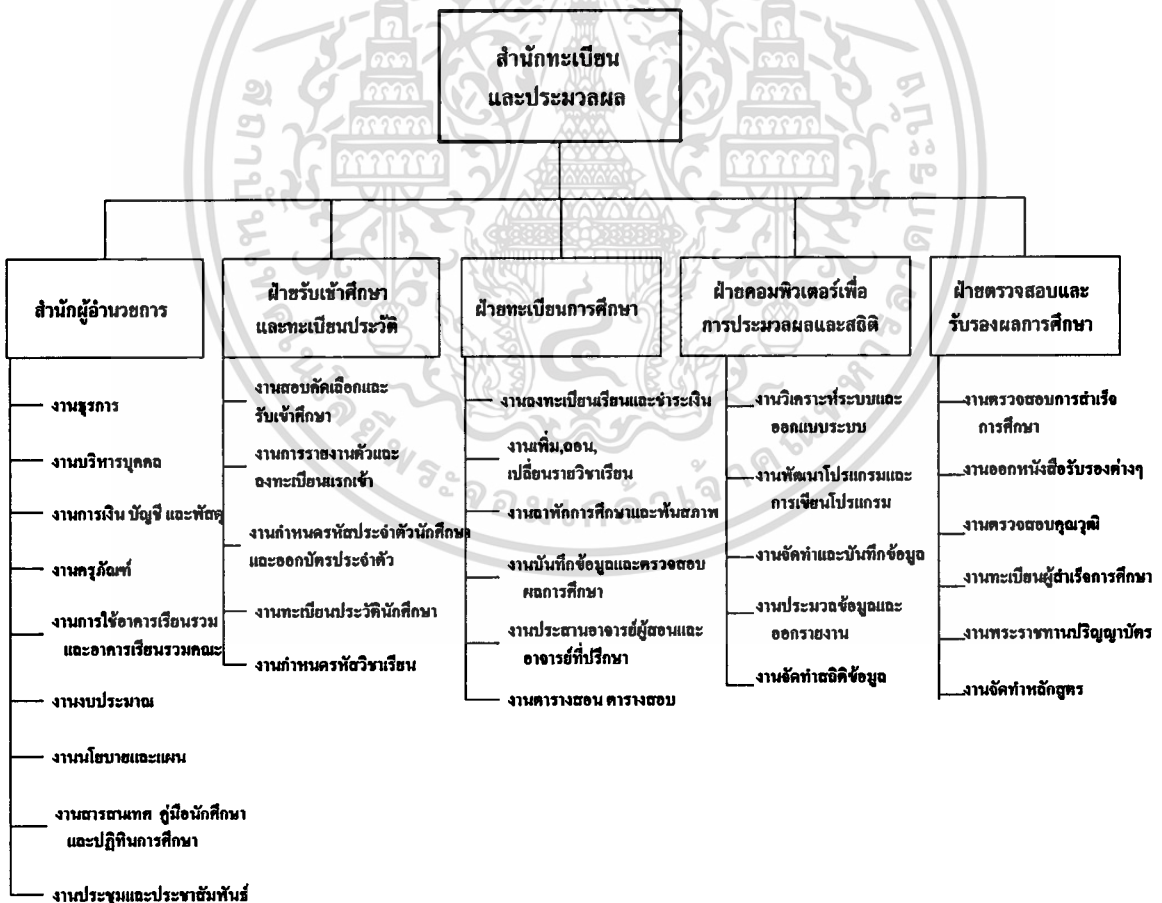 สำนักทะเบียน
และประมวลผล
สำนักผู้อำนวยการ
งานธุรการ
งานบริหารบุคคล
งานการเงิน บัญชี และพัสดุ
งานครุภัณฑ์
งานการใช้อาคารเรียนรวม
และอาคารเรียนรวมคณะ
งานงบประมาณ
งานนโยบายและแผน
งานสารสนเทศ คู่มือนักศึกษา
และปฏิทินการศึกษา
งานประชุมและประชาสัมพันธ์
ฝ่ายรับเข้าศึกษา
และทะเบียนประวัติ
งานสอบคัดเลือกและ
รับเข้าศึกษา
งานการรายงานตัวและ
ลงทะเบียนแรกเข้า
งานกำหนดรหัสประจำตัวนักศึกษา
และออกบัตรประจำตัว
งานทะเบียนประวัตินักศึกษา
งานกำหนดรหัสวิชาเรียน
ฝ่ายทะเบียนการศึกษา
งานลงทะเบียนเรียนและชำระเงิน
งานเพิ่ม,ถอน,
เปลี่ยนรายวิชาเรียน
งานลาพักการศึกษาและพ้นสภาพ
งานบันทึกข้อมูลและตรวจสอบ
ผลการศึกษา
งานประสานอาจารย์ผู้สอนและ
อาจารย์ที่ปรึกษา
งานตารางสอน ตารางสอบ
ฝ่ายคอมพิวเตอร์เพื่อ
การประมวลผลและสถิติ
งานวิเคราะห์ระบบและ
ออกแบบระบบ
งานพัฒนาโปรแกรมและ
การเขียนโปรแกรม
งานจัดทำและบันทึกข้อมูล
งานประมวลข้อมูลและ
ออกรายงาน
งานจัดทำสถิติข้อมูล
ฝ่ายตรวจสอบและ
รับรองผลการศึกษา
งานตรวจสอบการสำเร็จ
การศึกษา
งานออกหนังสือรับรองต่างๆ
งานตรวจสอบคุณวุฒิ
งานทะเบียนผู้สำเร็จการศึกษา
งานพระราชทานปริญญาบัตร
งานจัดทำหลักสูตร